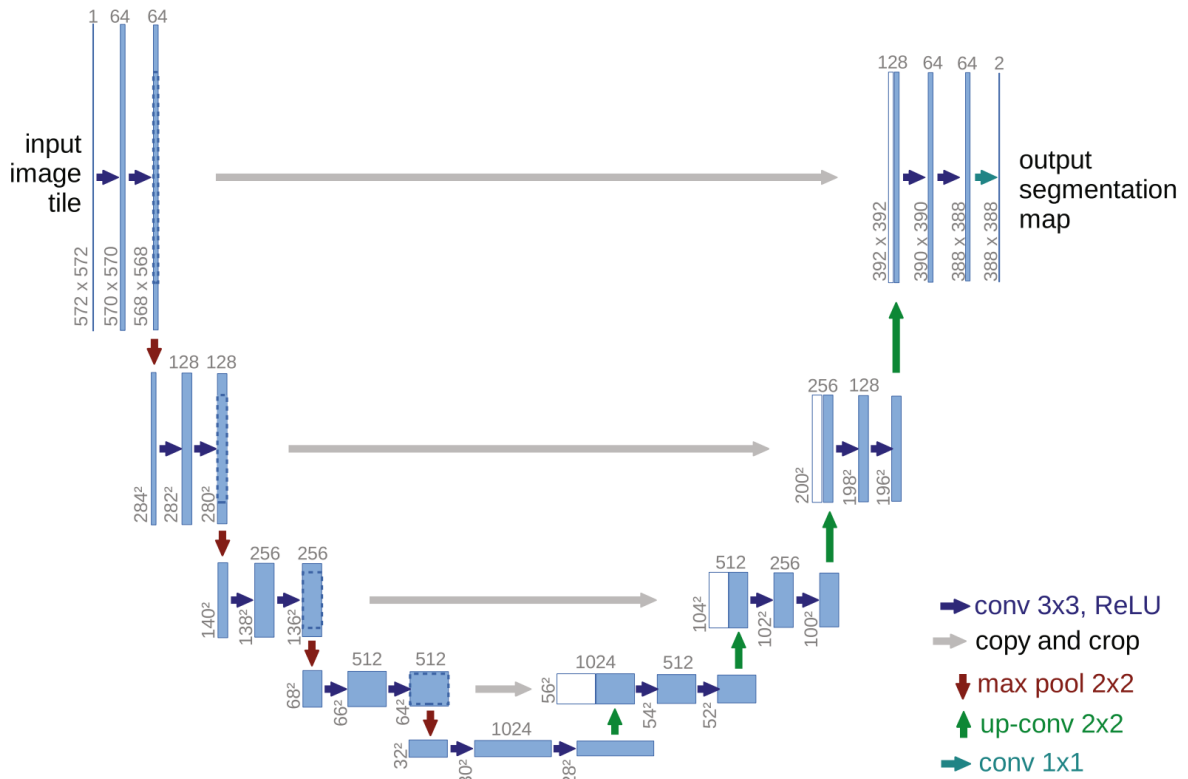 1 64 64
128 64 64 2
input
image
tile
output
segmentation
map
572 x 572
570 x 570
568 x 568
392 x 392
390 x 390
388 x 388
388 x 388
128 128
256 128
284²
282²
280²
200²
198²
196²
256 256
512 256
140²
138²
136²
104²
102²
100²
512 512
1024 512
68²
66²
64²
56²
54²
52²
1024
32²
conv 3x3, ReLU
copy and crop
max pool 2x2
up-conv 2x2
conv 1x1